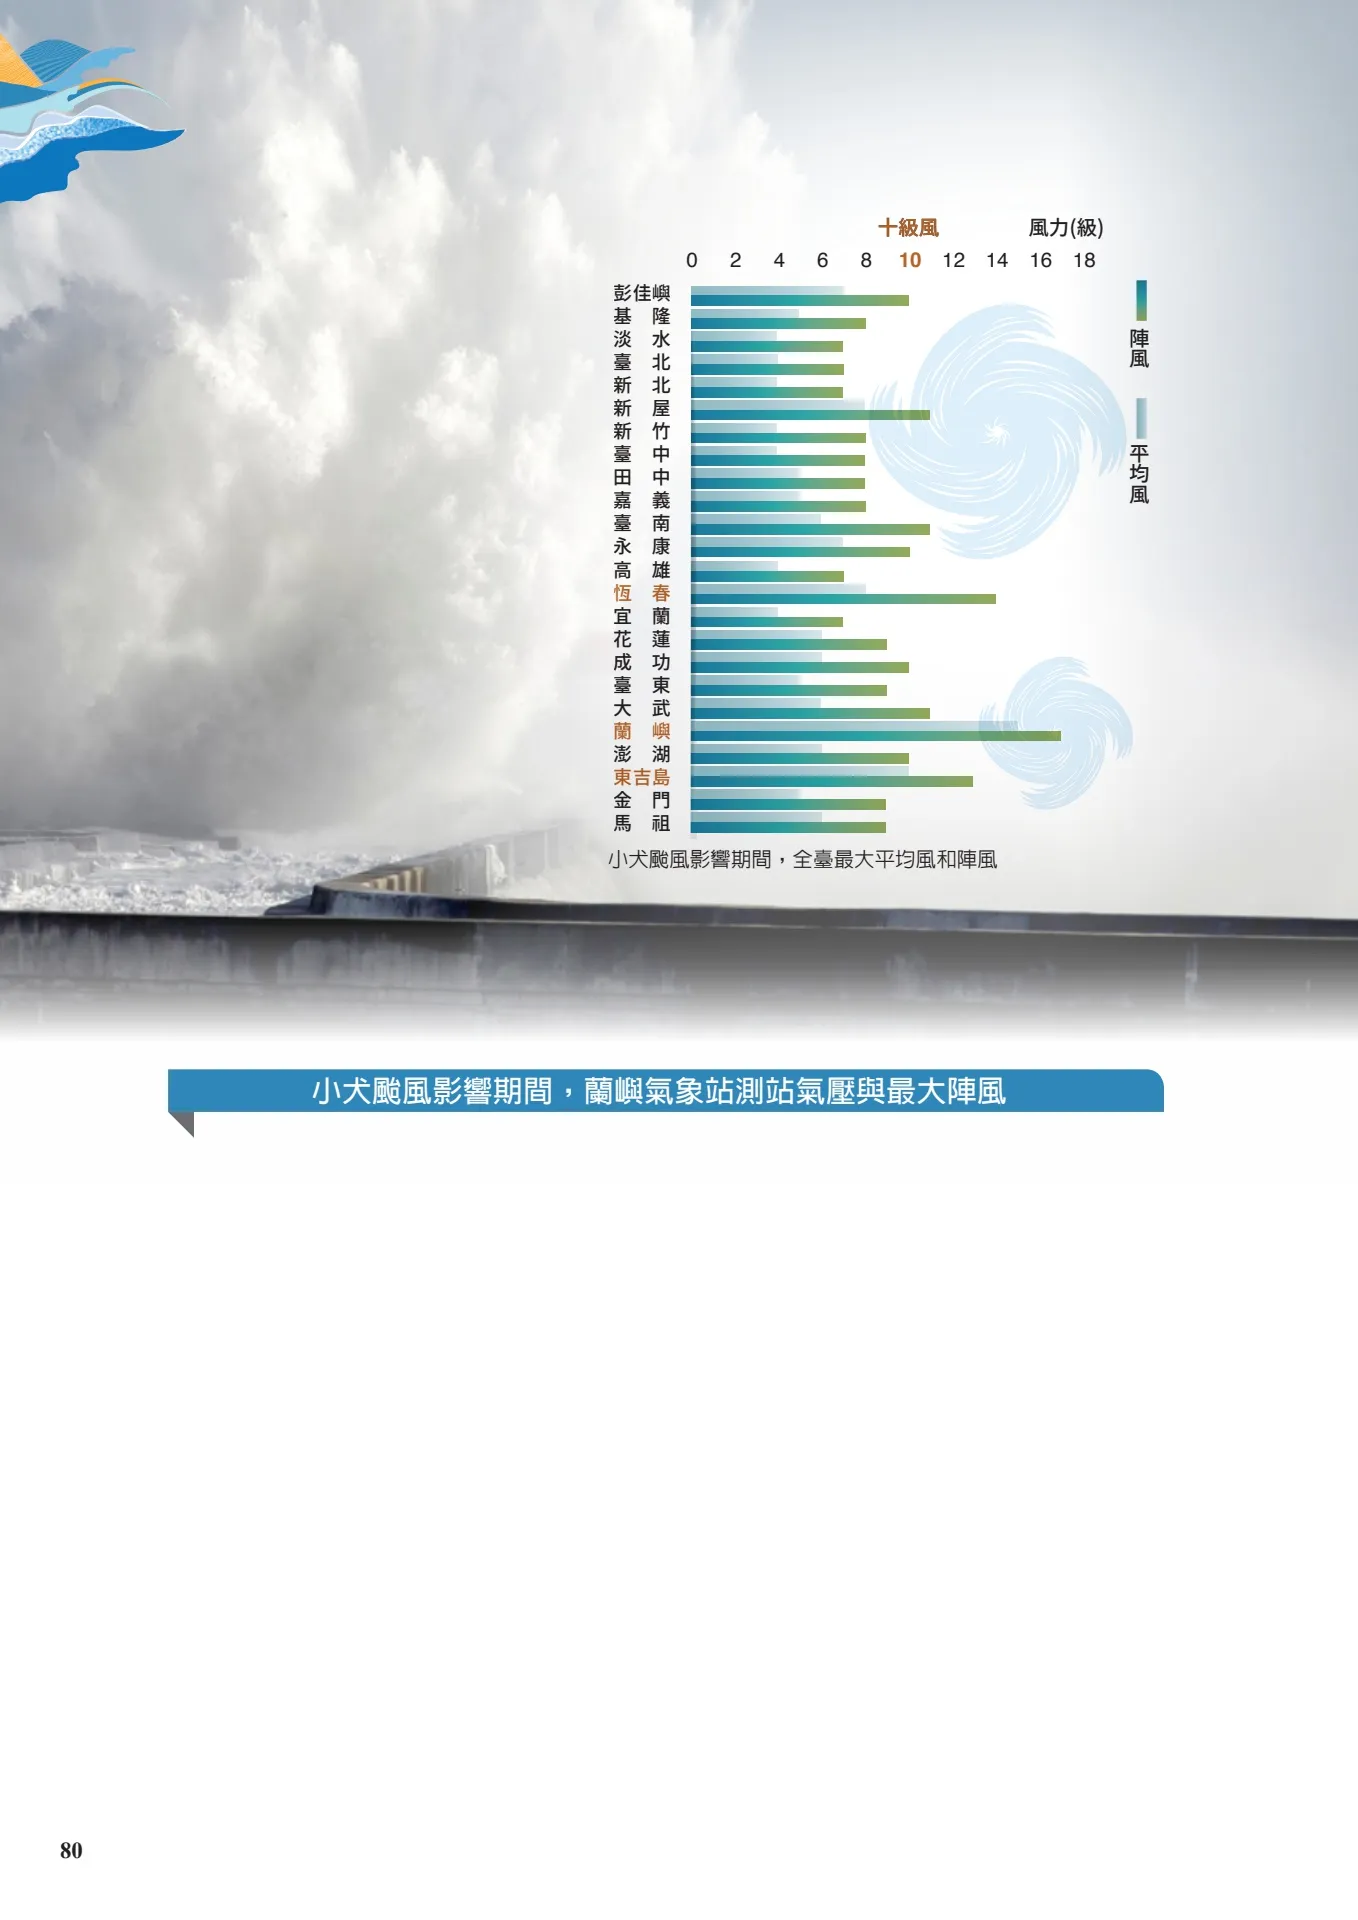 十級風 風力(級)
0 2 4 6 8 10 12 14 16 18
彭佳嶼
基隆
淡水
臺北
新北
新屋
新竹
臺中
田中
嘉義
臺南
永康
高雄
恆春
宜蘭
花蓮
成功
臺東
大武
蘭嶼
澎湖
東吉島
金門
馬祖
陣風
平均風
小犬颱風影響期間，全臺最大平均風和陣風
小犬颱風影響期間，蘭嶼氣象站測站氣壓與最大陣風
80